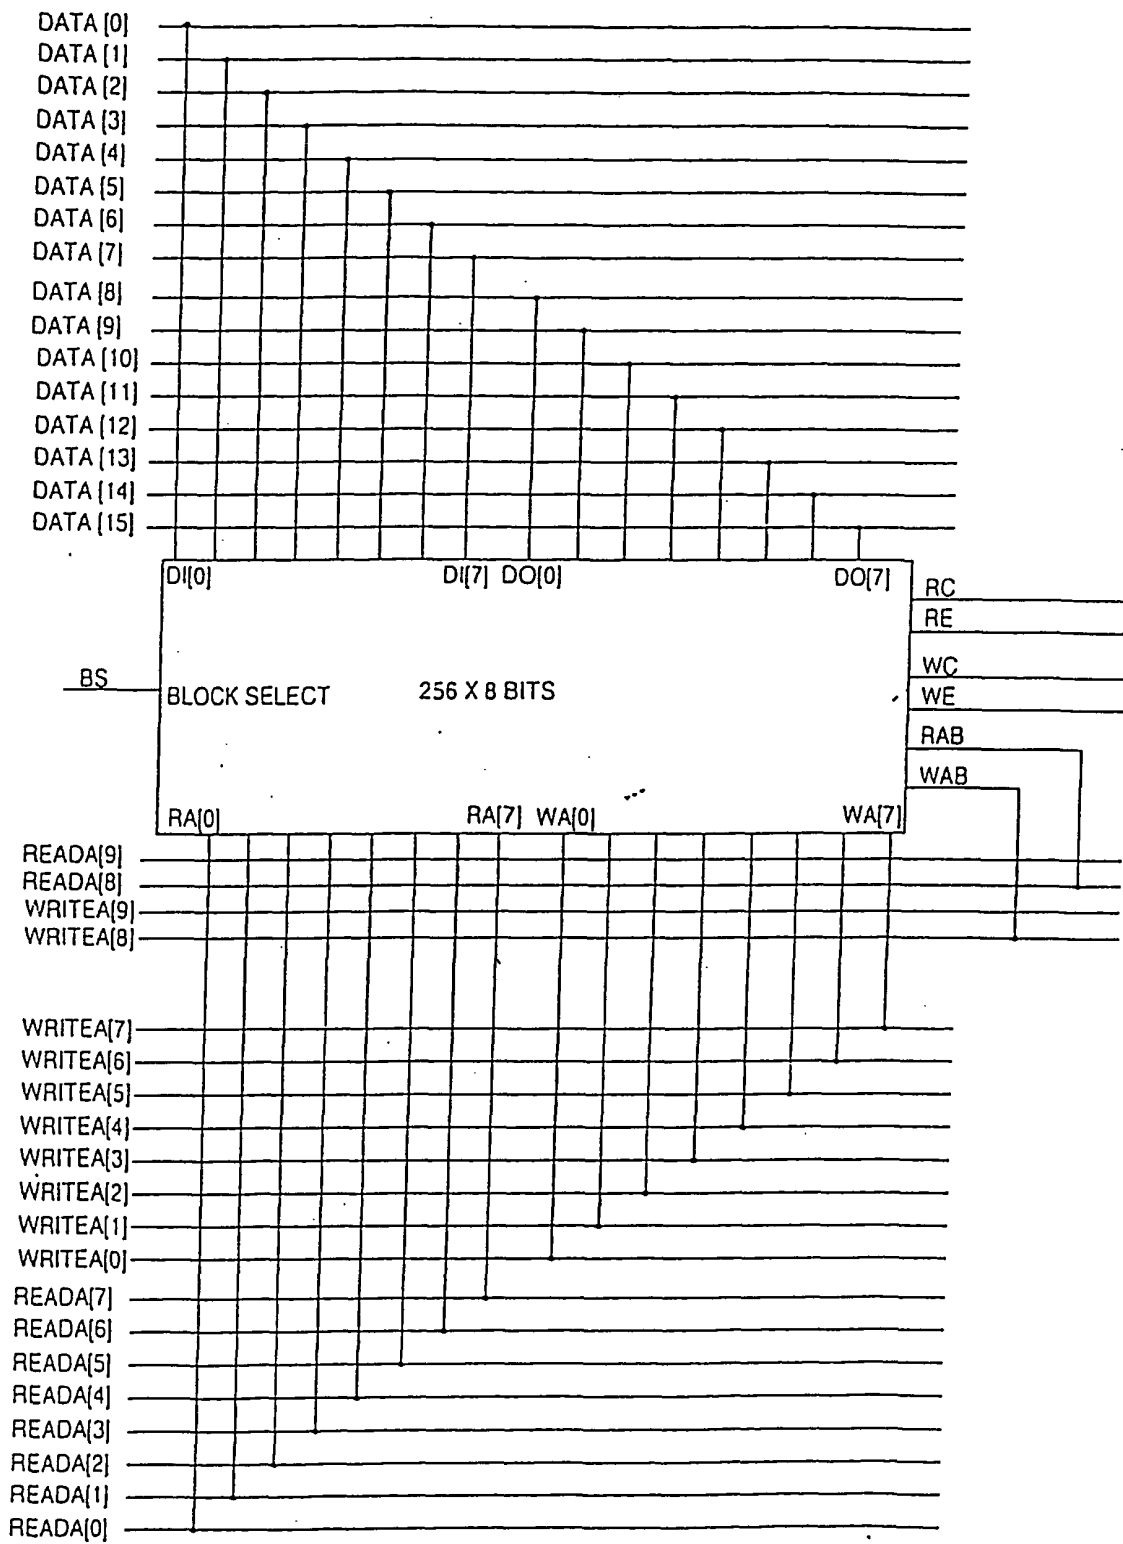 DATA [0]
DATA [1]
DATA [2]
DATA [3]
DATA [4]
DATA [5]
DATA [6]
DATA [7]
DATA [8]
DATA [9]
DATA [10]
DATA [11]
DATA [12]
DATA [13]
DATA [14]
DATA [15]
DI[0] DI[7] DO[0] DO[7]
RC
RE
BS
BLOCK SELECT 256 X 8 BITS
WC
WE
RAB
WAB
RA[0] RA[7] WA[0] WA[7]
READA[9]
READA[8]
WRITEA[9]
WRITEA[8]
WRITEA[7]
WRITEA[6]
WRITEA[5]
WRITEA[4]
WRITEA[3]
WRITEA[2]
WRITEA[1]
WRITEA[0]
READA[7]
READA[6]
READA[5]
READA[4]
READA[3]
READA[2]
READA[1]
READA[0]